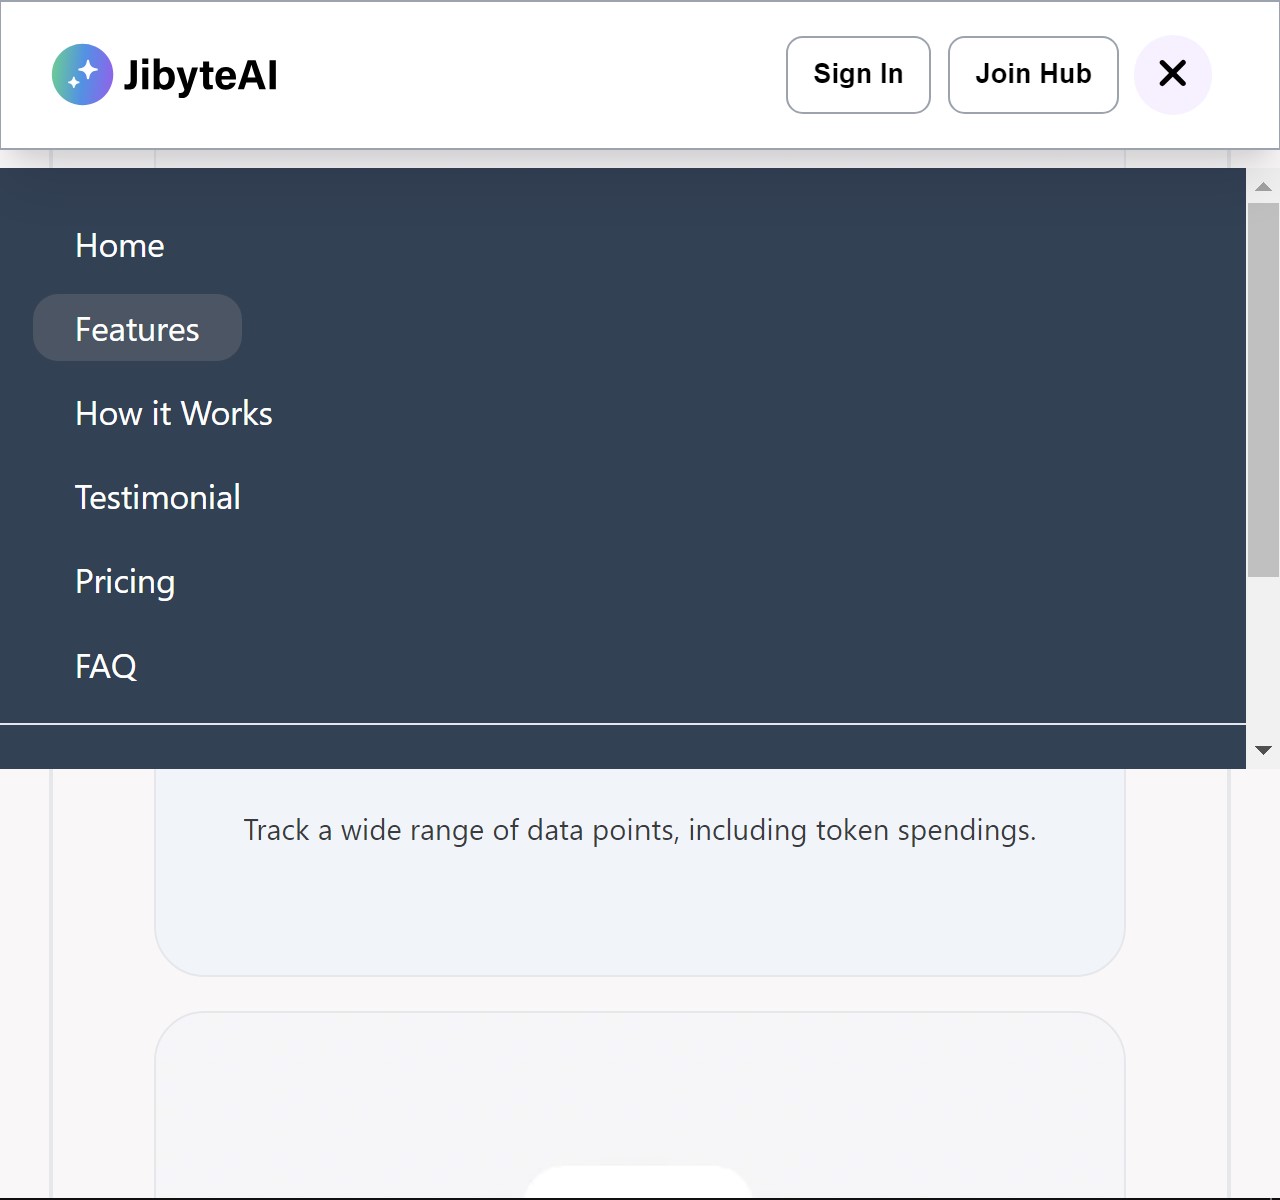 JibyteAI
Sign In
Join Hub
Home
Features
How it Works
Testimonial
Pricing
FAQ
Track a wide range of data points, including token spendings.